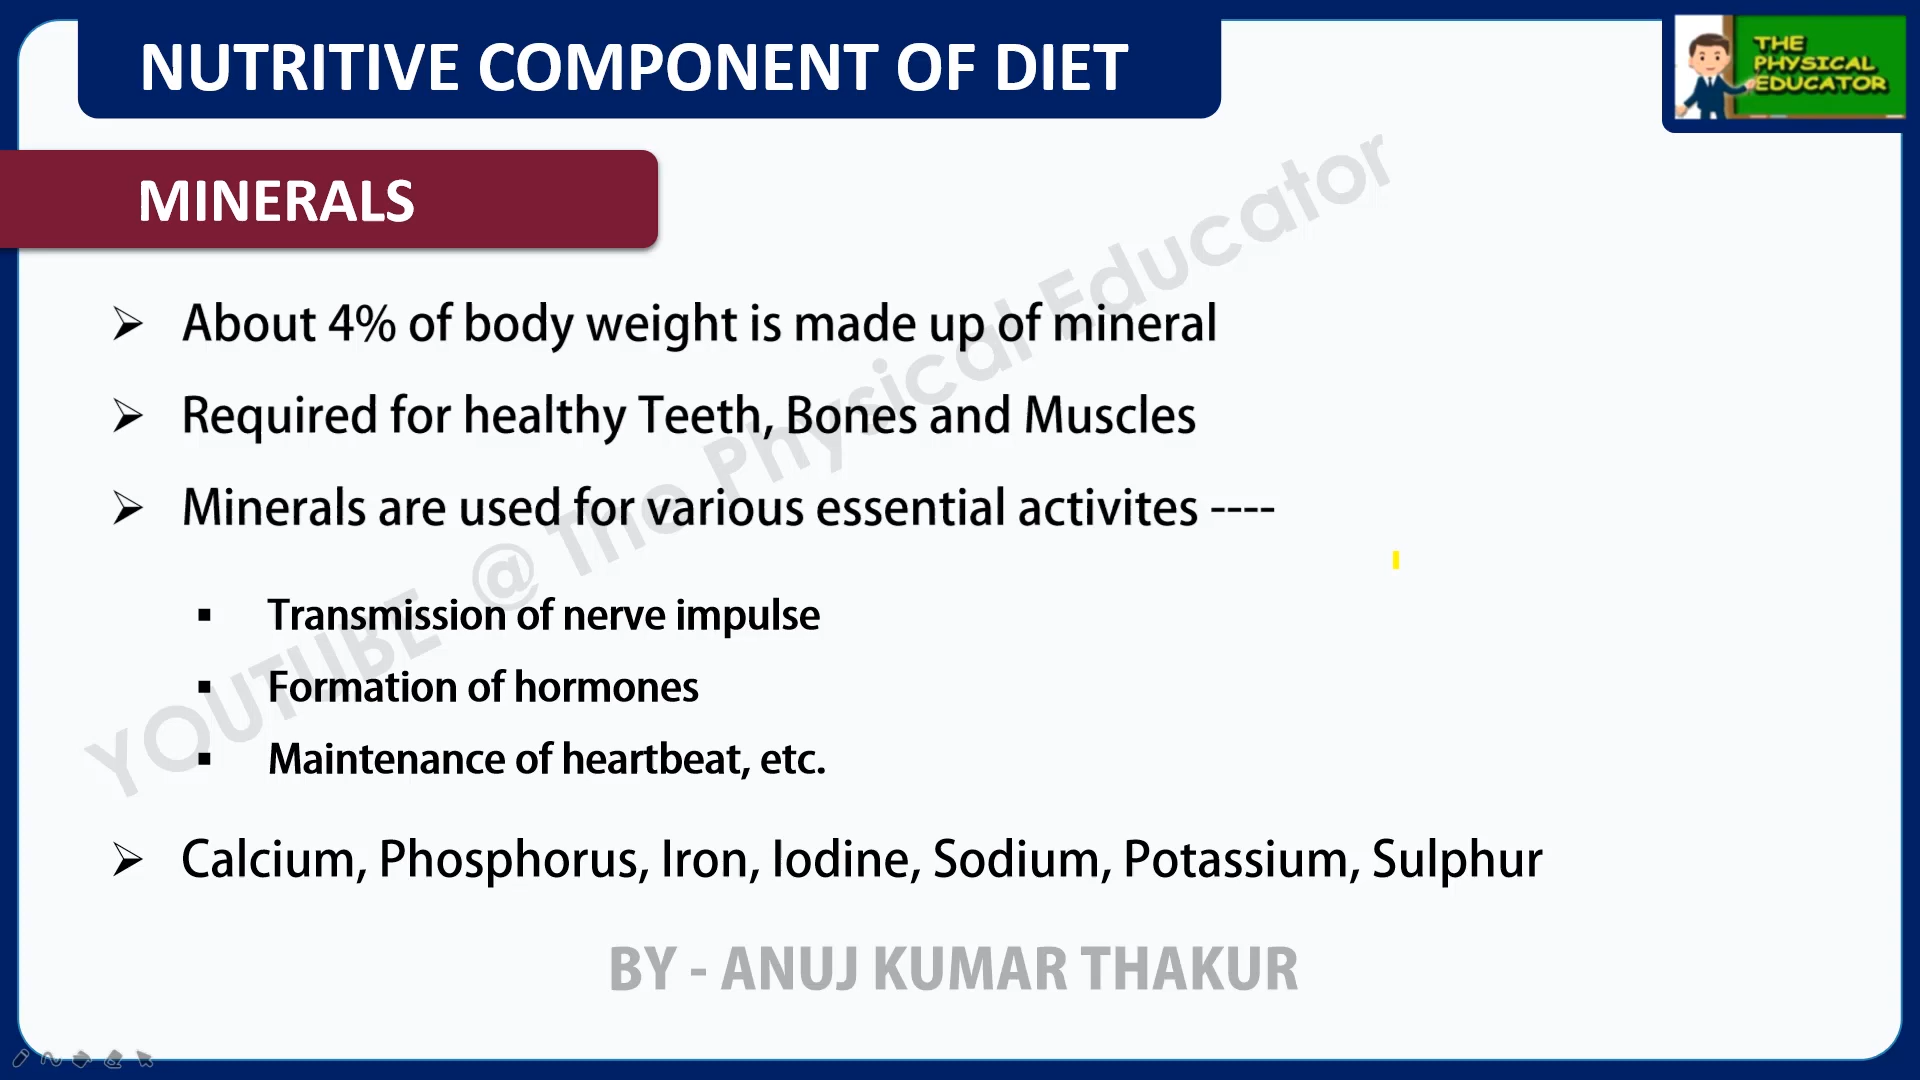 NUTRITIVE COMPONENT OF DIET
THE
PHYSICAL
EDUCATOR
MINERALS
➢ About 4% of body weight is made up of mineral
➢ Required for healthy Teeth, Bones and Muscles
➢ Minerals are used for various essential activites ----
▪ Transmission of nerve impulse
▪ Formation of hormones
▪ Maintenance of heartbeat, etc.
➢ Calcium, Phosphorus, Iron, Iodine, Sodium, Potassium, Sulphur
YOUTUBE @ The Physical Educator
BY - ANUJ KUMAR THAKUR